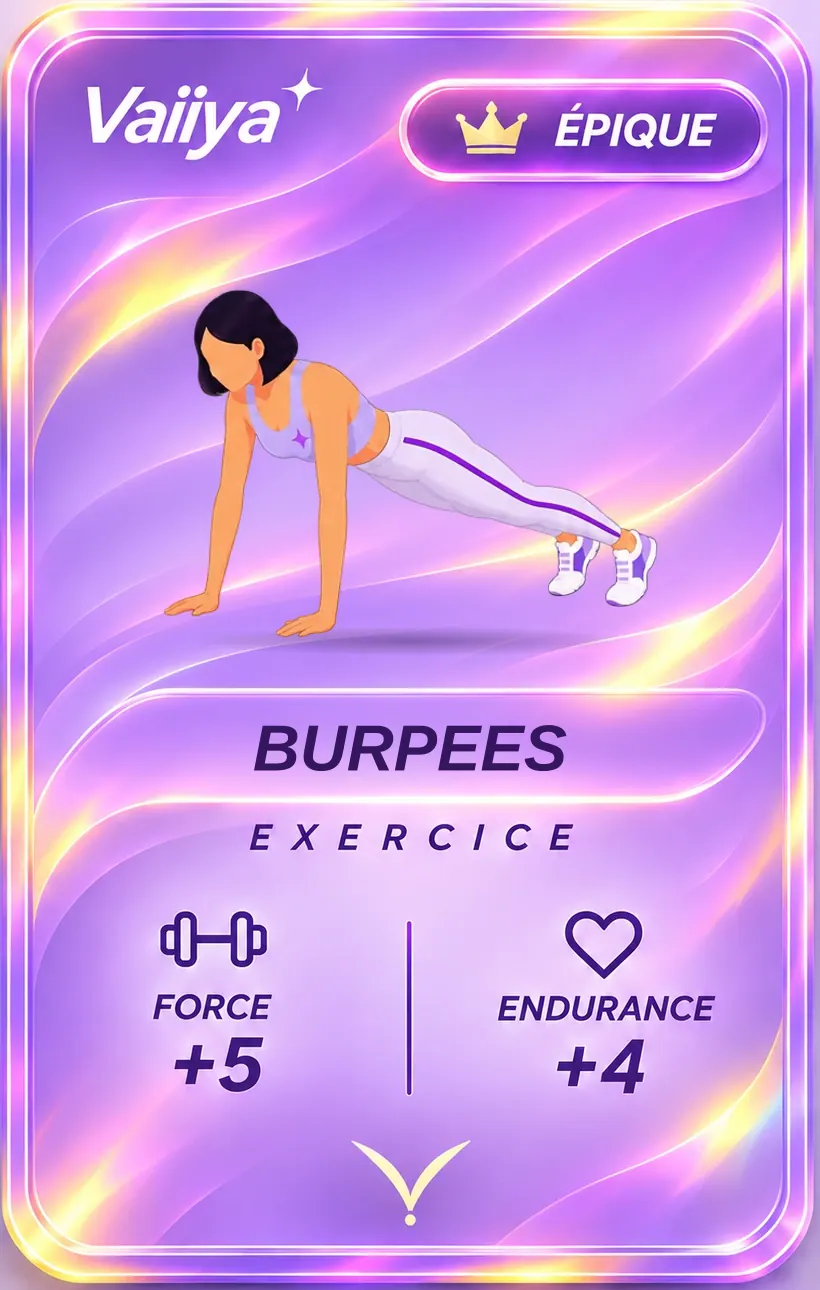 Vaiiya
ÉPIQUE
BURPEES
EXERCICE
FORCE
+5
ENDURANCE
+4